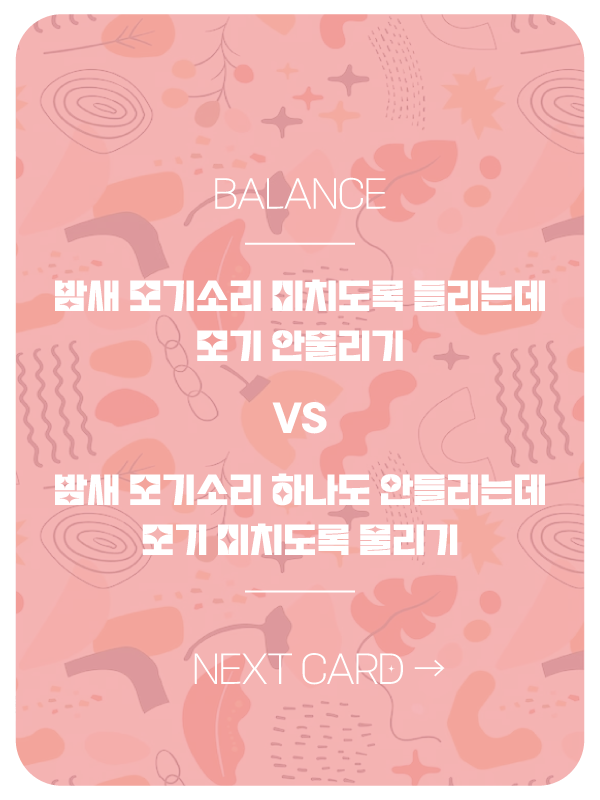 BALANCE
밤새 모기소리 미치도록 들리는데
모기 안물리기
VS
밤새 모기소리 하나도 안들리는데
모기 미치도록 물리기
NEXT CARD →